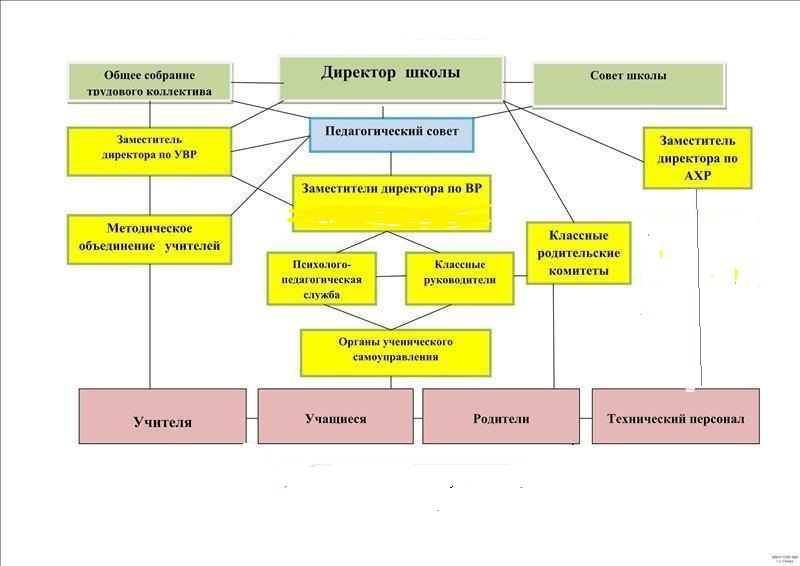 Общее собрание
трудового коллектива
Директор школы
Совет школы
Педагогический совет
Заместитель
директора по УВР
Заместитель
директора по
АХР
Заместители директора по ВР
Методическое
объединение учителей
Классные
родительские
комитеты
Психолого-
педагогическая
служба
Классные
руководители
Органы ученического
самоуправления
Учителя
Учащиеся
Родители
Технический персонал